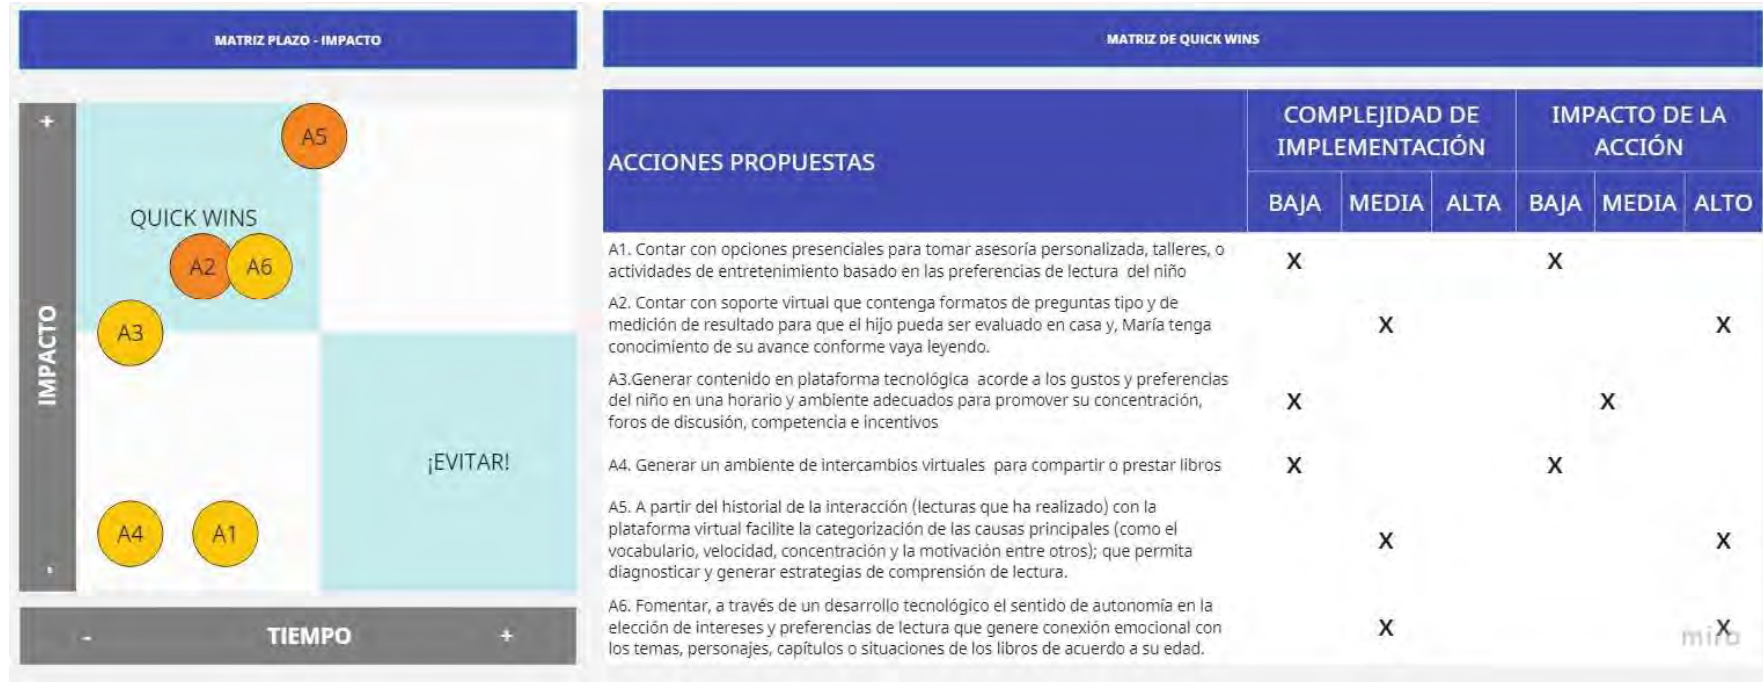 MATRIZ PLAZO - IMPACTO
+
IMPACTO
-
A5
QUICK WINS
A2
A6
A3
¡EVITAR!
A4
A1
-
TIEMPO
+
MATRIZ DE QUICK WINS
ACCIONES PROPUESTAS
COMPLEJIDAD DE
IMPLEMENTACIÓN
IMPACTO DE LA
ACCIÓN
BAJA MEDIA ALTA BAJA MEDIA ALTO
A1. Contar con opciones presenciales para tomar asesoría personalizada, talleres, o
actividades de entretenimiento basado en las preferencias de lectura del niño
X X
A2. Contar con soporte virtual que contenga formatos de preguntas tipo y de
medición de resultado para que el hijo pueda ser evaluado en casa y, María tenga
conocimiento de su avance conforme vaya leyendo.
X X
A3.Generar contenido en plataforma tecnológica acorde a los gustos y preferencias
del niño en una horario y ambiente adecuados para promover su concentración,
foros de discusión, competencia e incentivos
X X
A4. Generar un ambiente de intercambios virtuales para compartir o prestar libros
X X
A5. A partir del historial de la interacción (lecturas que ha realizado) con la
plataforma virtual facilite la categorización de las causas principales (como el
vocabulario, velocidad, concentración y la motivación entre otros); que permita
diagnosticar y generar estrategias de comprensión de lectura.
X X
A6. Fomentar, a través de un desarrollo tecnológico el sentido de autonomía en la
elección de intereses y preferencias de lectura que genere conexión emocional con
los temas, personajes, capítulos o situaciones de los libros de acuerdo a su edad.
X X
miro